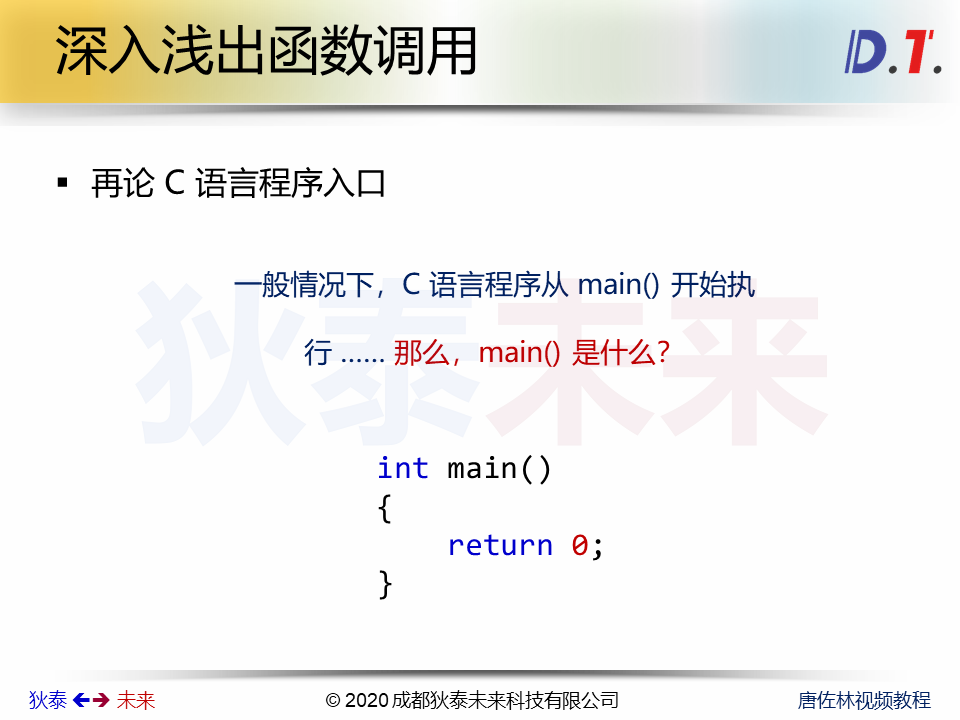 深入浅出函数调用
D.T.
▪ 再论 C 语言程序入口
一般情况下，C 语言程序从 main() 开始执
行 …… 那么，main() 是什么？
狄泰未来
int main()
{
    return 0;
}
狄泰 未来
© 2020 成都狄泰未来科技有限公司
唐佐林视频教程